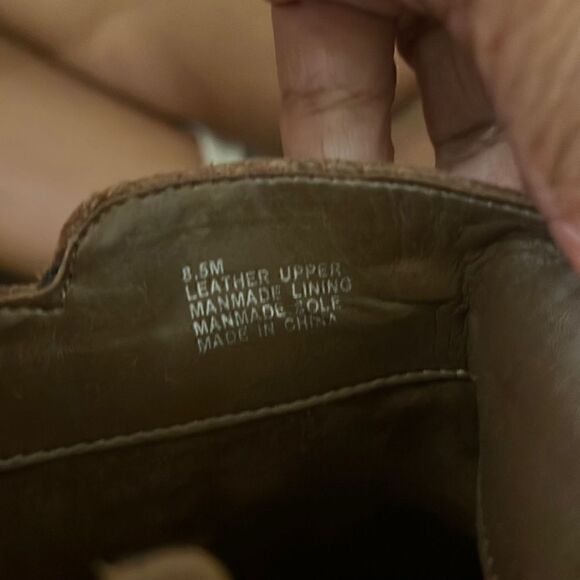 8.5M
LEATHER UPPER
MANMADE LINING
MANMADE SOLE
MADE IN CHINA